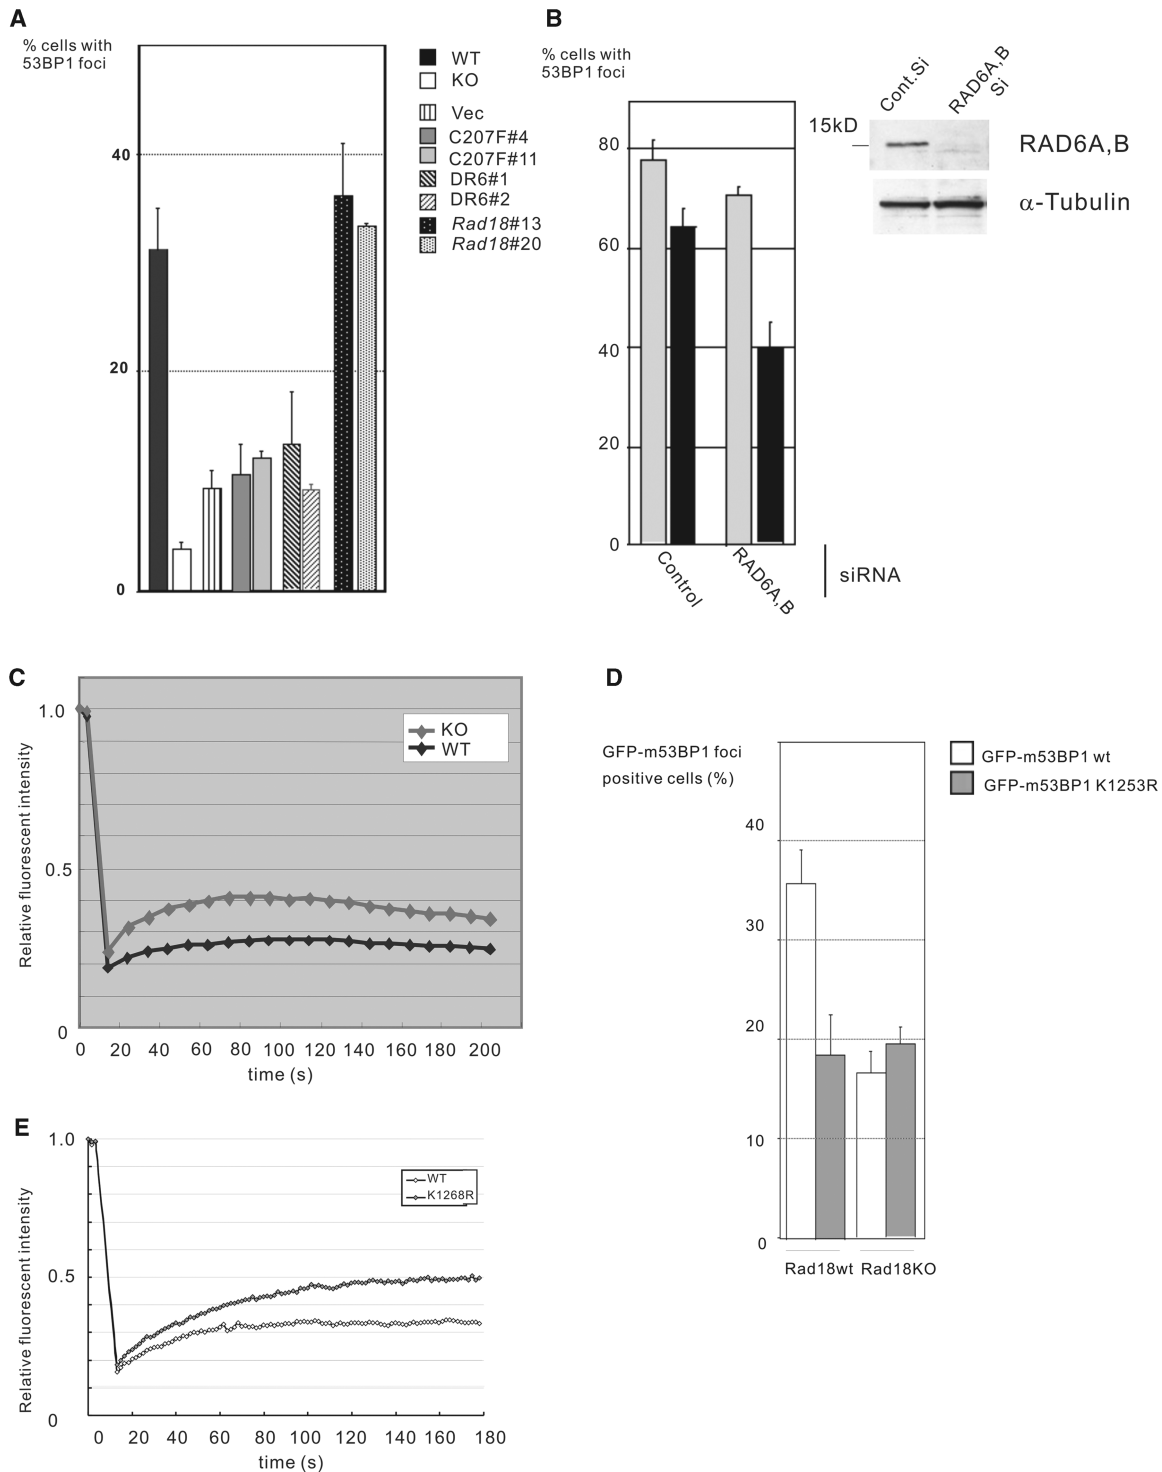 A
% cells with
53BP1 foci
40
20
0
WT
KO
Vec
C207F#4
C207F#11
DR6#1
DR6#2
Rad18#13
Rad18#20
B
% cells with
53BP1 foci
80
60
40
20
0
Control
RAD6A,B
siRNA
Cont.Si
RAD6A,B
Si
15kD
RAD6A,B
α-Tubulin
C
Relative fluorescent intensity
1.0
0.5
0
KO
WT
0 20 40 60 80 100 120 140 160 180 200
time (s)
D
GFP-m53BP1 foci
positive cells (%)
40
30
20
10
0
GFP-m53BP1 wt
GFP-m53BP1 K1253R
Rad18wt Rad18KO
E
Relative fluorescent intensity
1.0
0.5
0
WT
K1268R
0 20 40 60 80 100 120 140 160 180
time (s)